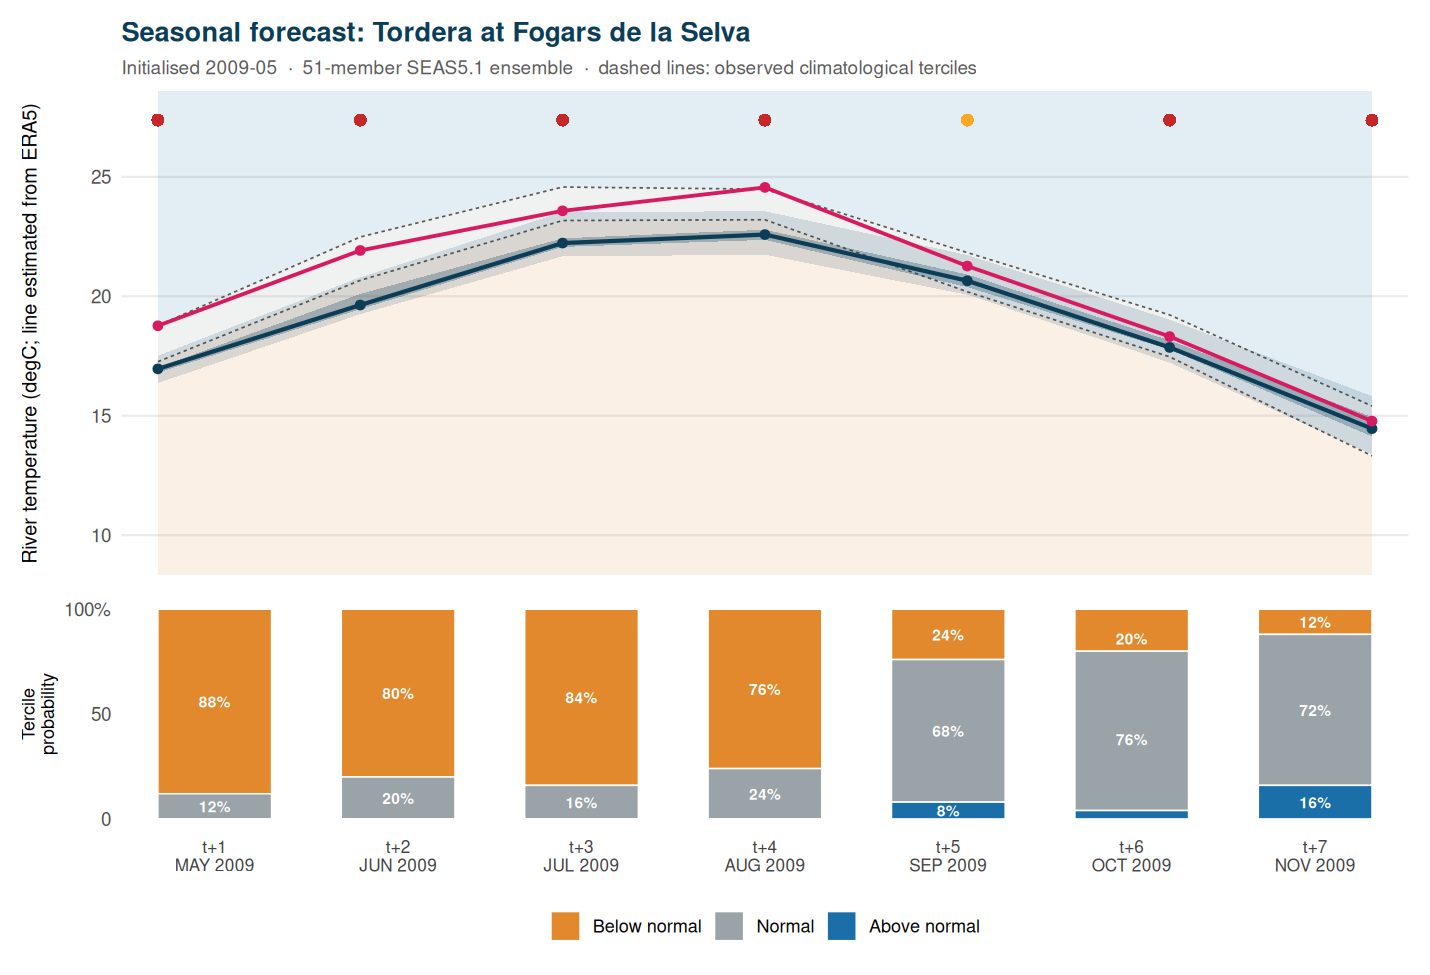 Seasonal forecast: Tordera at Fogars de la Selva
Initialised 2009-05 · 51-member SEAS5.1 ensemble · dashed lines: observed climatological terciles
River temperature (degC; line estimated from ERA5)
25
20
15
10
Tercile
probability
100%
50
0
88%
12%
80%
20%
84%
16%
76%
24%
24%
68%
8%
20%
76%
12%
72%
16%
t+1
MAY 2009
t+2
JUN 2009
t+3
JUL 2009
t+4
AUG 2009
t+5
SEP 2009
t+6
OCT 2009
t+7
NOV 2009
Below normal
Normal
Above normal